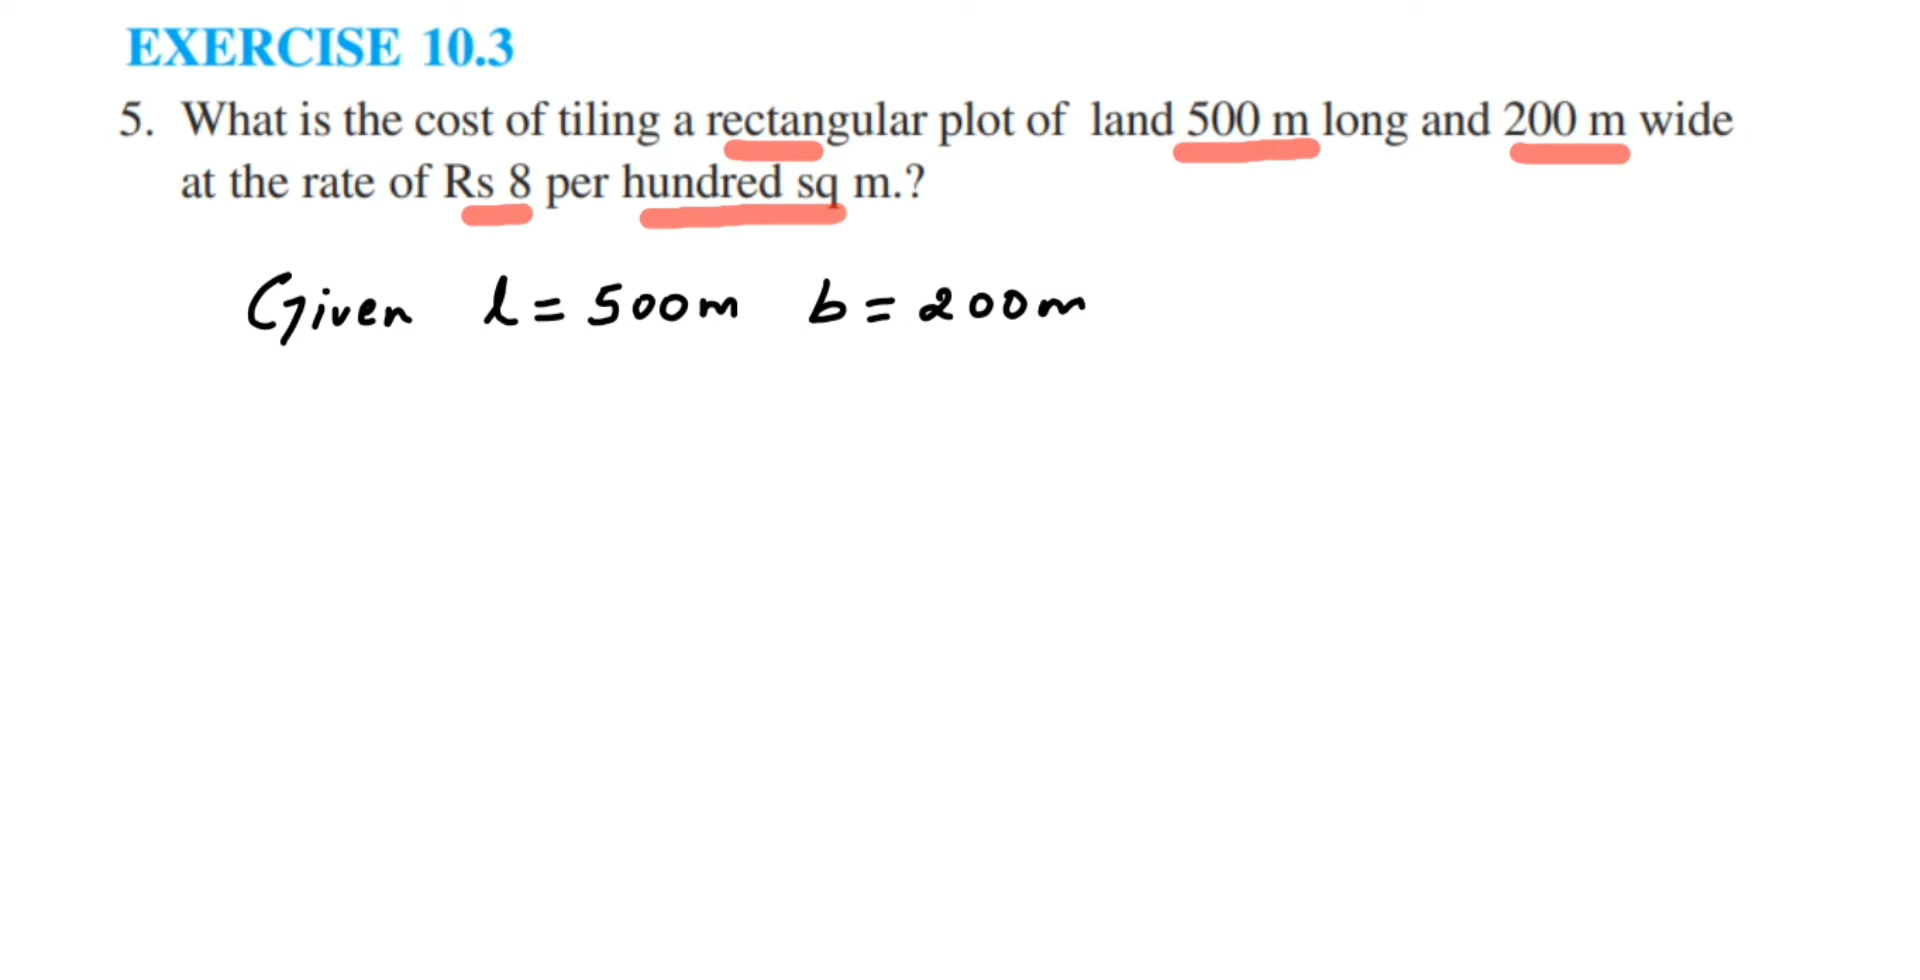 EXERCISE 10.3
5. What is the cost of tiling a rectangular plot of land 500 m long and 200 m wide
at the rate of Rs 8 per hundred sq m.?
Given l = 500m b = 200m